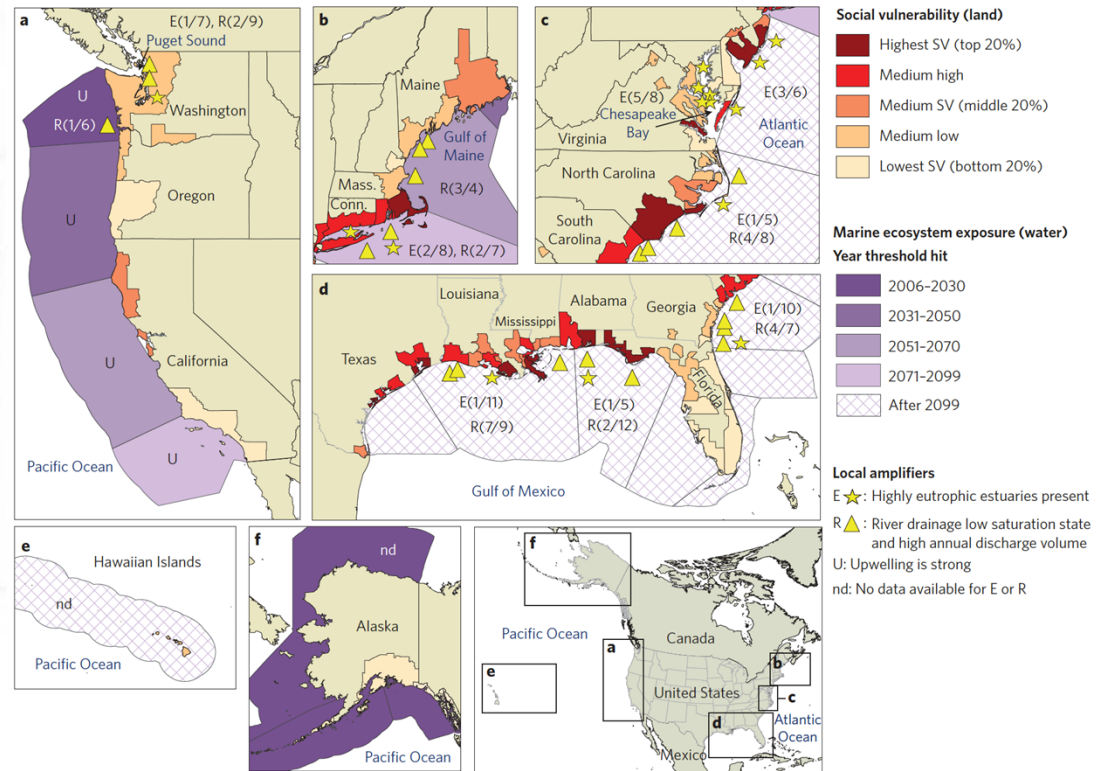 a
E(1/7), R(2/9)
Puget Sound
U
R(1/6)
Washington
U
Oregon
U
California
U
Pacific Ocean
b
Maine
Gulf of
Maine
R(3/4)
Mass.
Conn.
E(2/8), R(2/7)
c
E(3/6)
E(5/8)
Chesapeake
Bay
Atlantic
Ocean
Virginia
North Carolina
South
Carolina
E(1/5)
R(4/8)
d
Louisiana
Alabama
Georgia
Mississippi
Texas
E(1/10)
R(4/7)
Florida
E(1/11)
R(7/9)
E(1/5)
R(2/12)
Gulf of Mexico
e
Hawaiian Islands
nd
Pacific Ocean
f
nd
Alaska
Pacific Ocean
f
Pacific Ocean
Canada
a
b
e
United States
c
d
Atlantic
Ocean
Mexico
Social vulnerability (land)
Highest SV (top 20%)
Medium high
Medium SV (middle 20%)
Medium low
Lowest SV (bottom 20%)
Marine ecosystem exposure (water)
Year threshold hit
2006–2030
2031–2050
2051–2070
2071–2099
After 2099
Local amplifiers
E : Highly eutrophic estuaries present
R : River drainage low saturation state
and high annual discharge volume
U: Upwelling is strong
nd: No data available for E or R